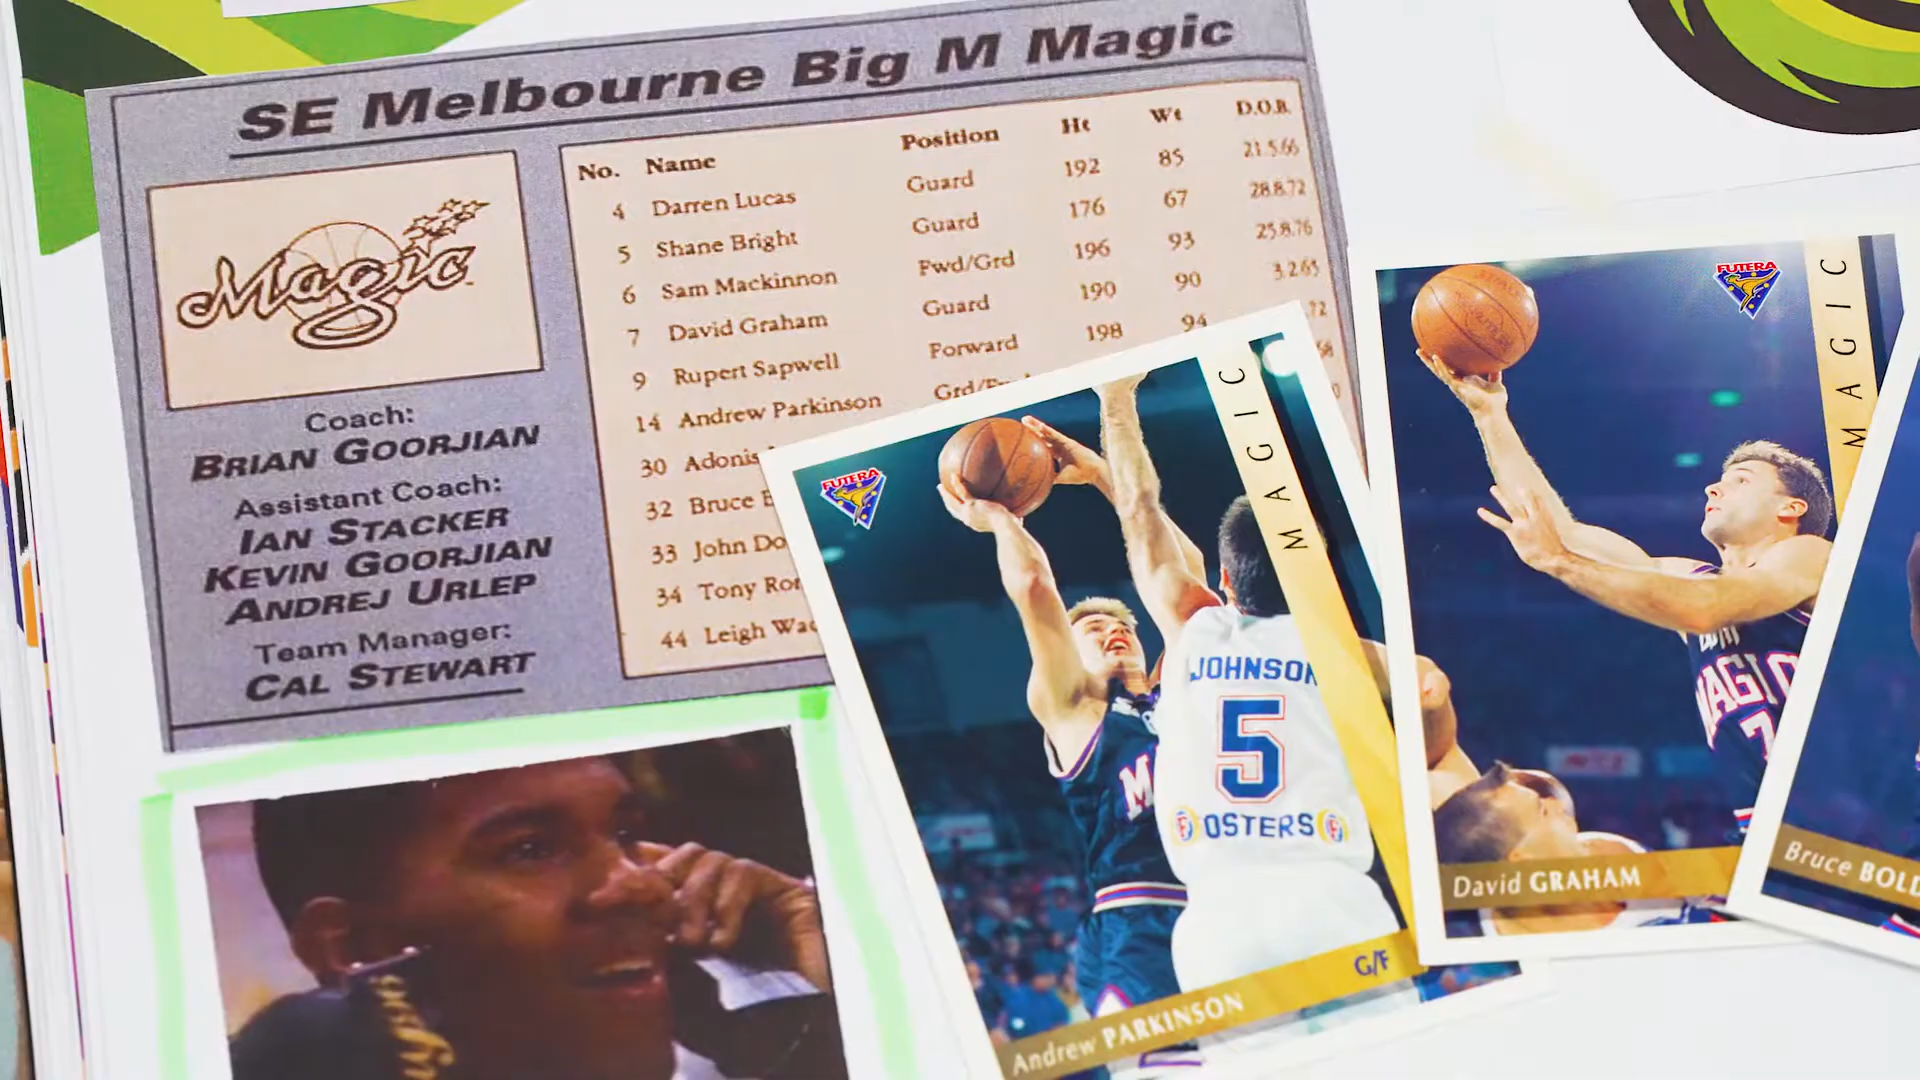 SE Melbourne Big M Magic
No. Name Position Ht Wt D.O.B.
4 Darren Lucas Guard 192 85 21.5.66
5 Shane Bright Guard 176 67 28.8.72
6 Sam Mackinnon Fwd/Grd 196 93 25.8.76
7 David Graham Guard 190 90 3.2.65
9 Rupert Sapwell Forward 198 94 72
14 Andrew Parkinson Grd/
30 Adonis
32 Bruce
33 John
34 Tony
44 Leigh
Magic
Coach:
BRIAN GOORJIAN
Assistant Coach:
IAN STACKER
KEVIN GOORJIAN
ANDREJ URLEP
Team Manager:
CAL STEWART
FUTERA
MAGIC
JOHNSON
5
OSTERS
G/F
Andrew PARKINSON
FUTERA
MAGIC
MAGIC
7
David GRAHAM
Bruce